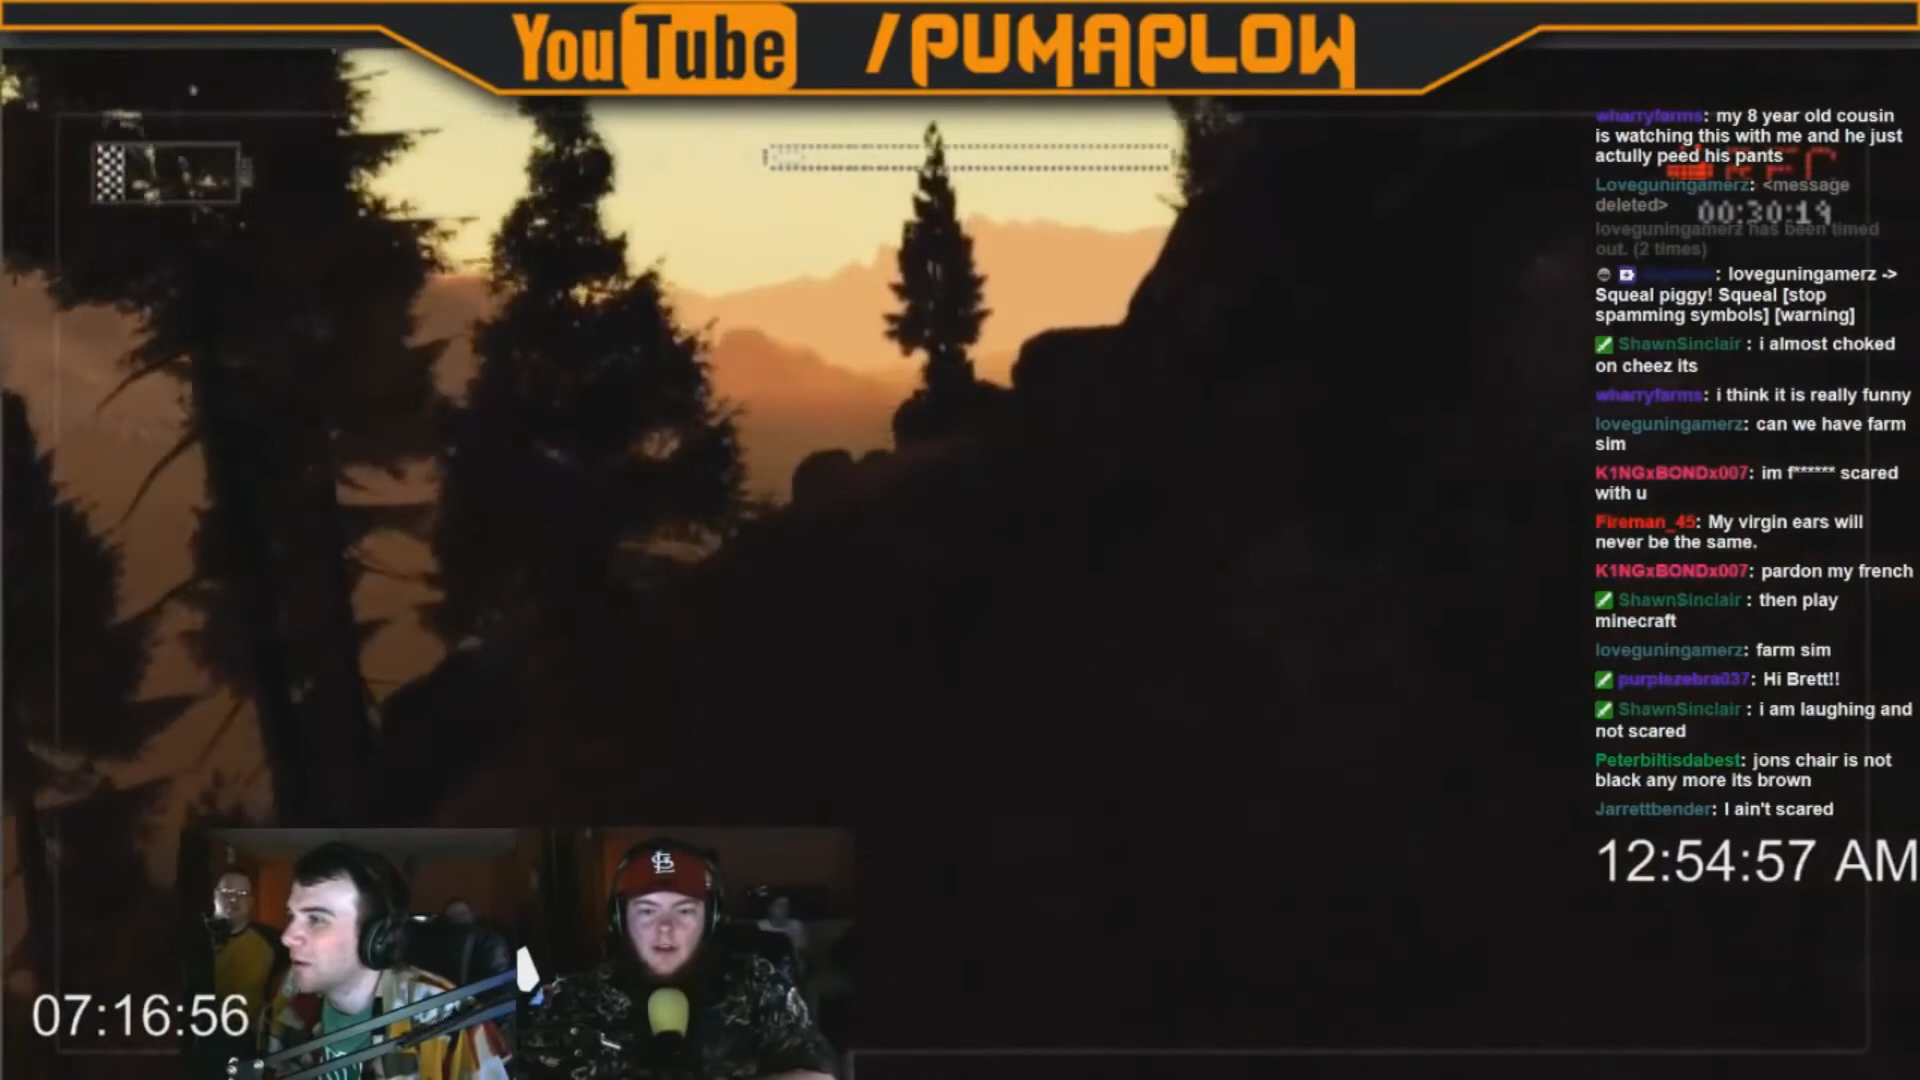 YouTube /PUMAPLOW
wharryfarms: my 8 year old cousin
is watching this with me and he just
actully peed his pants
REC
Loveguningamerz: <message
deleted>
00:30:19
loveguningamerz has been timed
out. (2 times)
: loveguningamerz ->
Squeal piggy! Squeal [stop
spamming symbols] [warning]
ShawnSinclair : i almost choked
on cheez its
wharryfarms: i think it is really funny
loveguningamerz: can we have farm
sim
K1NGxBONDx007: im f****** scared
with u
Fireman_45: My virgin ears will
never be the same.
K1NGxBONDx007: pardon my french
ShawnSinclair : then play
minecraft
loveguningamerz: farm sim
purplezebra037: Hi Brett!!
ShawnSinclair : i am laughing and
not scared
Peterbiltisdabest: jons chair is not
black any more its brown
Jarrettbender: I ain't scared
12:54:57 AM
07:16:56